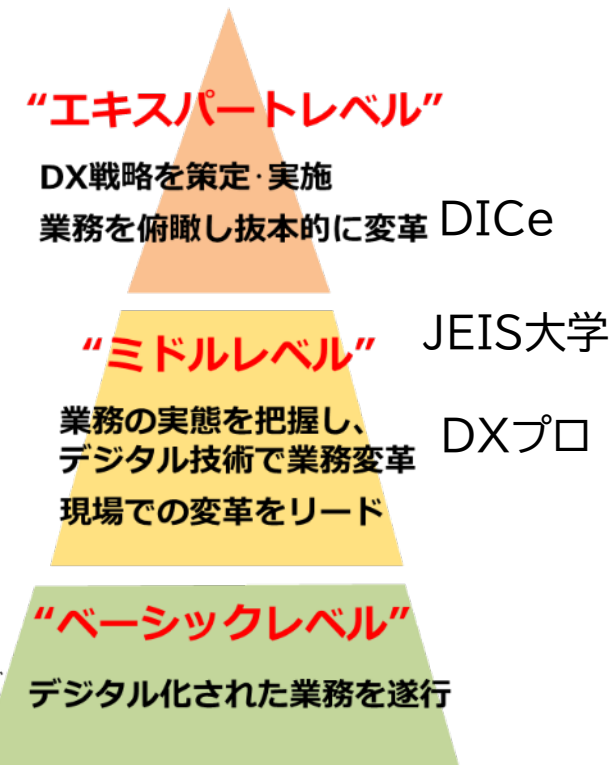 “エキスパートレベル”
DX戦略を策定･実施
業務を俯瞰し抜本的に変革
DICe
JEIS大学
“ミドルレベル”
業務の実態を把握し、
デジタル技術で業務変革
DXプロ
現場での変革をリード
“ベーシックレベル”
デジタル化された業務を遂行